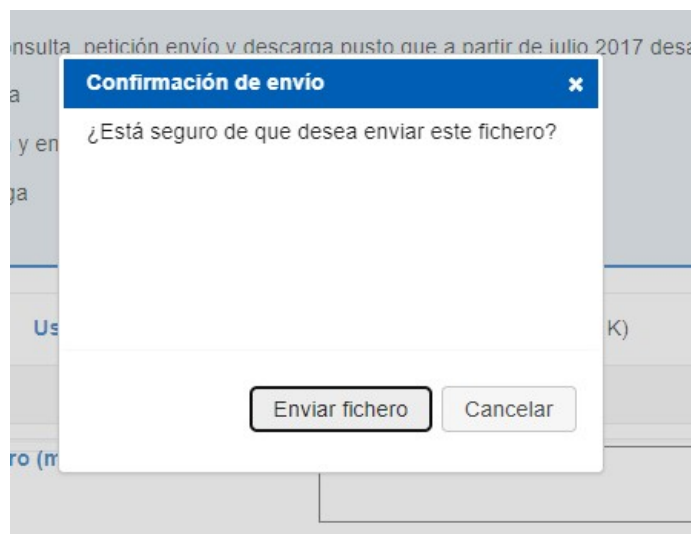 onsulta, petición envío y descarga pusto que a partir de julio 2017 desa
a
Confirmación de envío ×
y en
¿Está seguro de que desea enviar este fichero?
ga
Us
K)
Enviar fichero Cancelar
ro (m